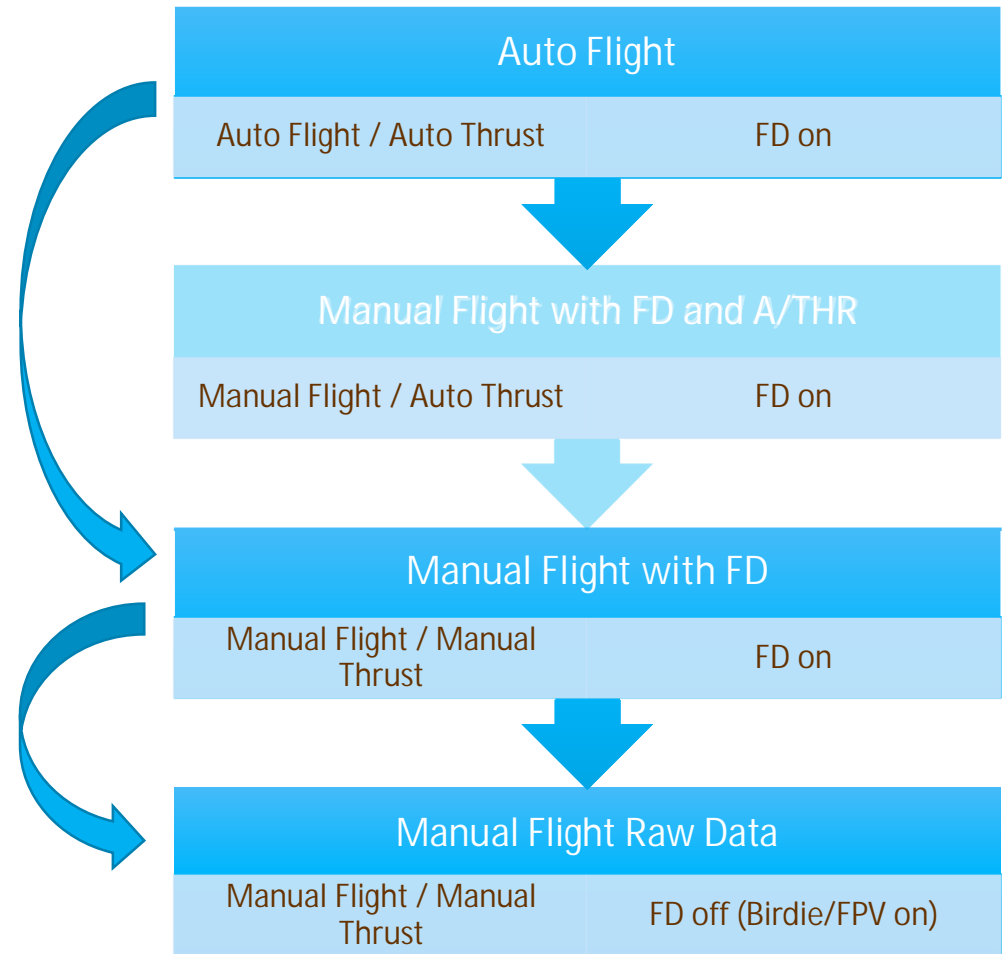 Auto Flight
Auto Flight / Auto Thrust
FD on
Manual Flight with FD and A/THR
Manual Flight / Auto Thrust
FD on
Manual Flight with FD
Manual Flight / Manual
Thrust
FD on
Manual Flight Raw Data
Manual Flight / Manual
Thrust
FD off (Birdie/FPV on)